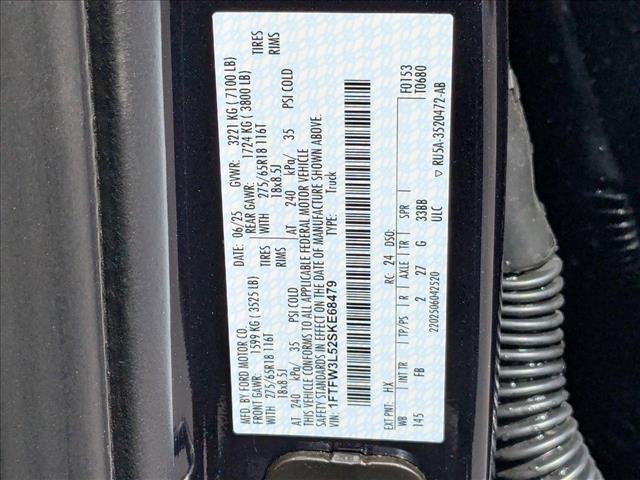 MFD. BY FORD MOTOR CO.
DATE: 06/25 GVWR: 3221 KG (7100 LB)
FRONT GAWR: 1599 KG (3525 LB) REAR GAWR: 1724 KG (3800 LB)
WITH 275/65R18 116T TIRES WITH 275/65R18 116T TIRES
18x8.5J RIMS 18x8.5J RIMS
AT 240 kPa/ 35 PSI COLD AT 240 kPa/ 35 PSI COLD
THIS VEHICLE CONFORMS TO ALL APPLICABLE FEDERAL MOTOR VEHICLE
SAFETY STANDARDS IN EFFECT ON THE DATE OF MANUFACTURE SHOWN ABOVE.
VIN: 1FTFW3L52SKE68479 Truck
F0153
T0680
EXT PNT: HX RC: 24 DSO:
WB INTTR TP/PS R AXLE TR SPR
145 FB 2 27 G 33BB
ULC
2202506042520 ▽ RU5A-3520472-AB